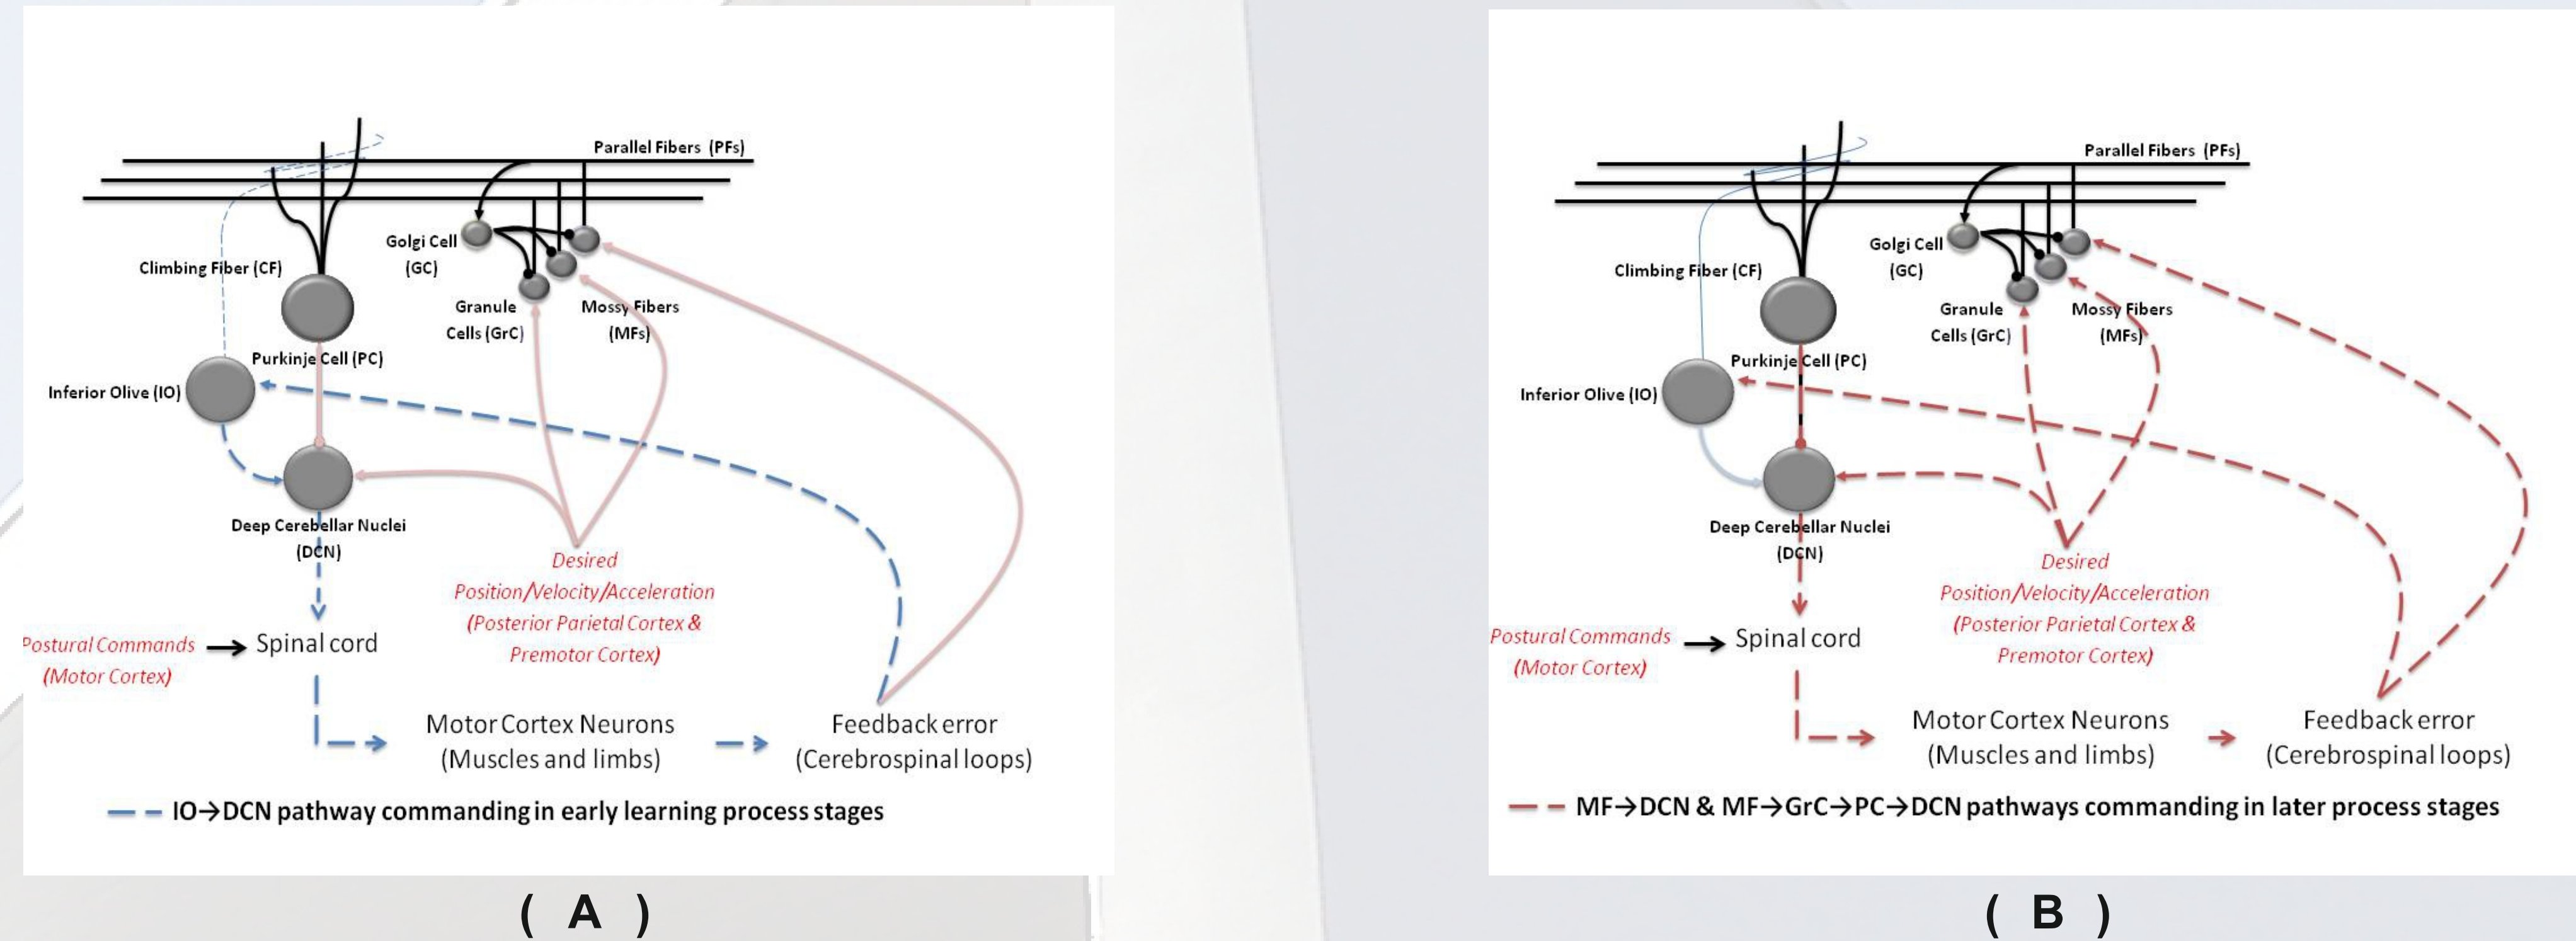 Parallel Fibers (PFs)
Golgi Cell
(GC)
Climbing Fiber (CF)
Granule
Cells (GrC)
Mossy Fibers
(MFs)
Purkinje Cell (PC)
Inferior Olive (IO)
Deep Cerebellar Nuclei
(DCN)
Desired
Position/Velocity/Acceleration
(Posterior Parietal Cortex &
Premotor Cortex)
Postural Commands
(Motor Cortex)
Spinal cord
Motor Cortex Neurons
(Muscles and limbs)
Feedback error
(Cerebrospinal loops)
IO→DCN pathway commanding in early learning process stages
( A )
Parallel Fibers (PFs)
Golgi Cell
(GC)
Climbing Fiber (CF)
Granule
Cells (GrC)
Mossy Fibers
(MFs)
Purkinje Cell (PC)
Inferior Olive (IO)
Deep Cerebellar Nuclei
(DCN)
Desired
Position/Velocity/Acceleration
(Posterior Parietal Cortex &
Premotor Cortex)
Postural Commands
(Motor Cortex)
Spinal cord
Motor Cortex Neurons
(Muscles and limbs)
Feedback error
(Cerebrospinal loops)
MF→DCN & MF→GrC→PC→DCN pathways commanding in later process stages
( B )